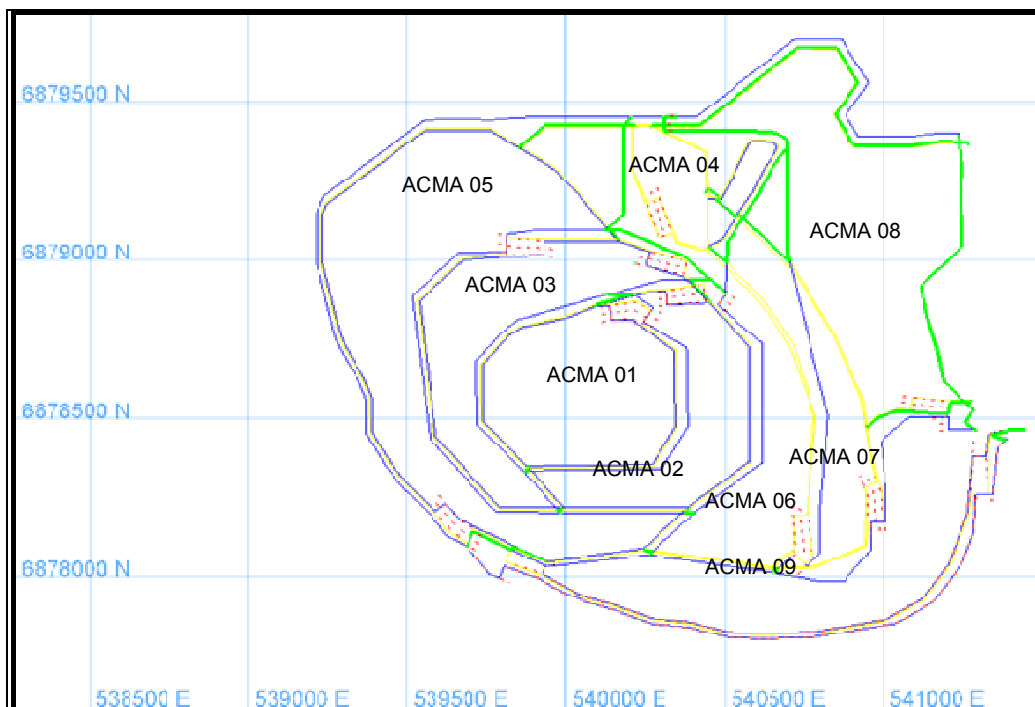 6879500 N
ACMA 04
ACMA 05
ACMA 08
6879000 N
ACMA 03
ACMA 01
6878500 N
ACMA 07
ACMA 02
ACMA 06
ACMA 09
6878000 N
538500 E
539000 E
539500 E
540000 E
540500 E
541000 E